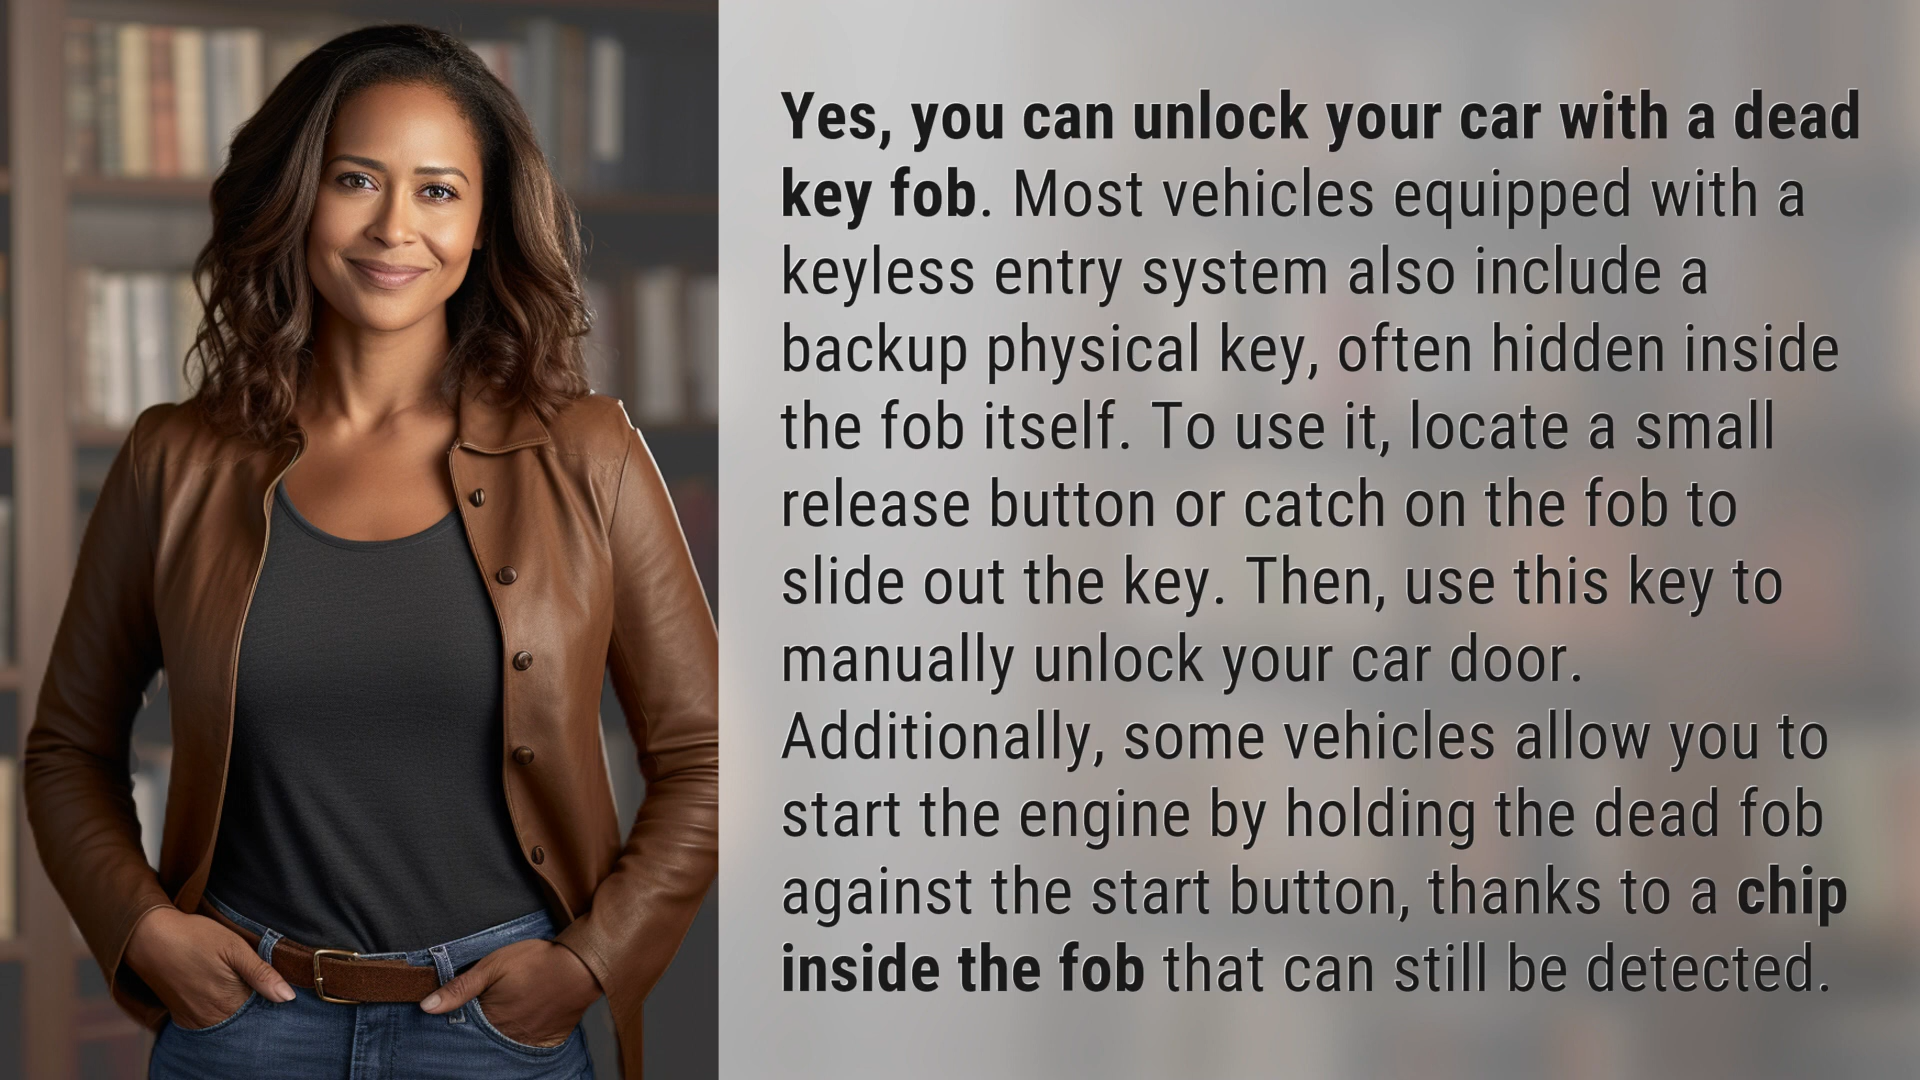 Yes, you can unlock your car with a dead
key fob. Most vehicles equipped with a
keyless entry system also include a
backup physical key, often hidden inside
the fob itself. To use it, locate a small
release button or catch on the fob to
slide out the key. Then, use this key to
manually unlock your car door.
Additionally, some vehicles allow you to
start the engine by holding the dead fob
against the start button, thanks to a chip
inside the fob that can still be detected.